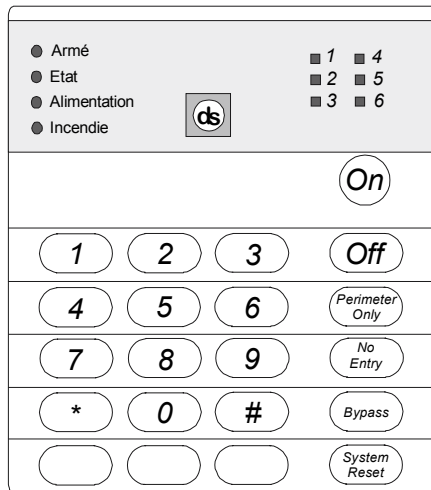 Armé
Etat
Alimentation
Incendie
ds
1 4
2 5
3 6
On
1 2 3 Off
4 5 6 Perimeter Only
7 8 9 No Entry
* 0 # Bypass
System Reset